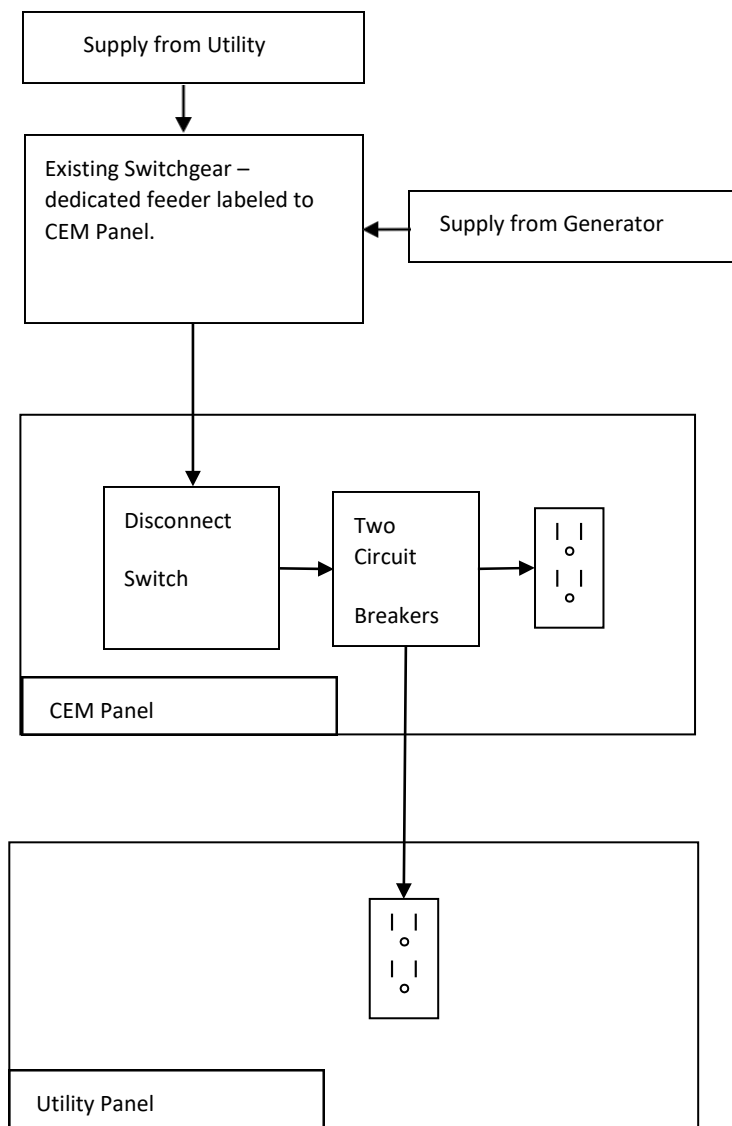 Supply from Utility
Existing Switchgear –
dedicated feeder labeled to
CEM Panel.
Supply from Generator
Disconnect
Switch
Two
Circuit
Breakers
CEM Panel
Utility Panel